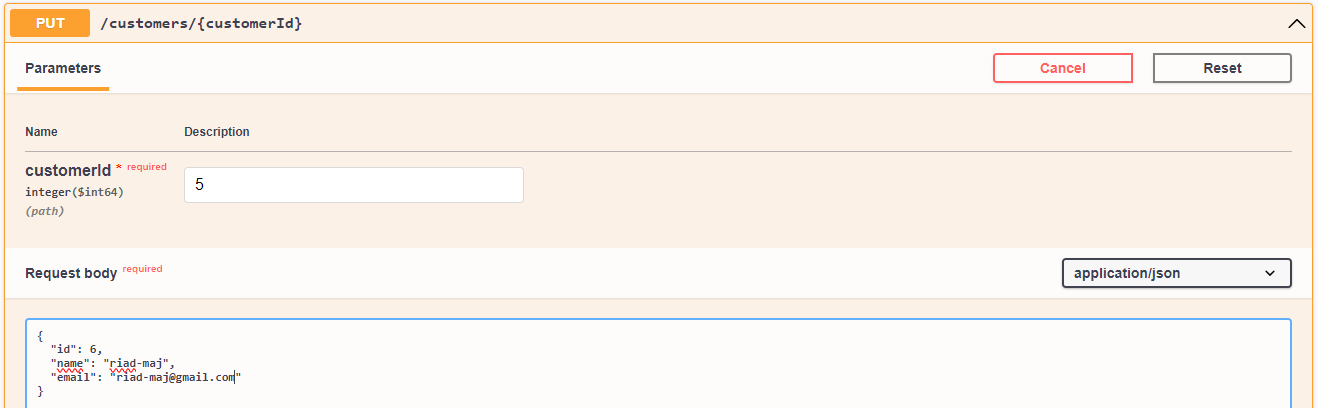 PUT /customers/{customerId}
Parameters Cancel Reset
Name Description
customerId * required 5
integer($int64)
(path)
Request body required application/json
{
"id": 6,
"name": "riad-maj",
"email": "riad-maj@gmail.com"
}